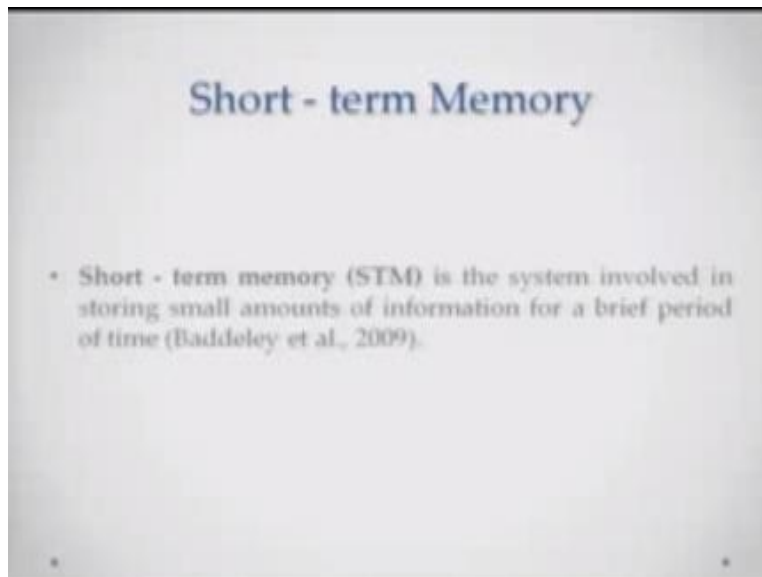 Short - term Memory
• Short - term memory (STM) is the system involved in
storing small amounts of information for a brief period
of time (Baddeley et al., 2009).